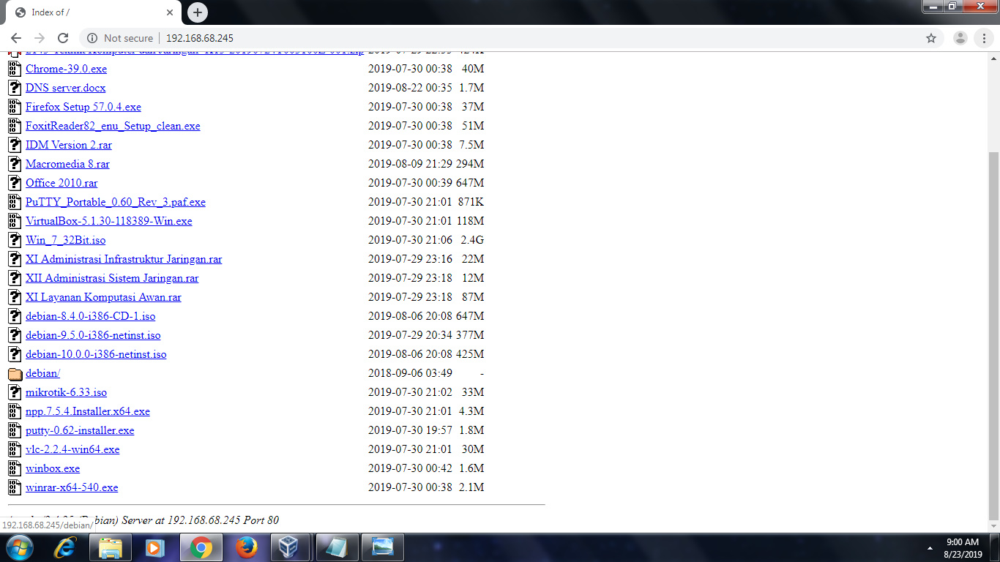 Index of /
Not secure 192.168.68.245
2019-07-29 22:55 424K
Chrome-39.0.exe 2019-07-30 00:38 40M
DNS server.docx 2019-08-22 00:35 1.7M
Firefox Setup 57.0.4.exe 2019-07-30 00:38 37M
FoxitReader82_enu_Setup_clean.exe 2019-07-30 00:38 51M
IDM Version 2.rar 2019-07-30 00:38 7.5M
Macromedia 8.rar 2019-08-09 21:29 294M
Office 2010.rar 2019-07-30 00:39 647M
PuTTY_Portable_0.60_Rev_3.paf.exe 2019-07-30 21:01 871K
VirtualBox-5.1.30-118389-Win.exe 2019-07-30 21:01 118M
Win_7_32Bit.iso 2019-07-30 21:06 2.4G
XI Administrasi Infrastruktur Jaringan.rar 2019-07-29 23:16 22M
XII Administrasi Sistem Jaringan.rar 2019-07-29 23:18 12M
XI Layanan Komputasi Awan.rar 2019-07-29 23:18 87M
debian-8.4.0-i386-CD-1.iso 2019-08-06 20:08 647M
debian-9.5.0-i386-netinst.iso 2019-07-29 20:34 377M
debian-10.0.0-i386-netinst.iso 2019-08-06 20:08 425M
debian/ 2018-09-06 03:49 -
mikrotik-6.33.iso 2019-07-30 21:02 33M
npp.7.5.4.Installer.x64.exe 2019-07-30 21:01 4.3M
putty-0.62-installer.exe 2019-07-30 19:57 1.8M
vlc-2.2.4-win64.exe 2019-07-30 21:01 30M
winbox.exe 2019-07-30 00:42 1.6M
winrar-x64-540.exe 2019-07-30 00:38 2.1M
(Debian) Server at 192.168.68.245 Port 80
192.168.68.245/debian/
9:00 AM
8/23/2019